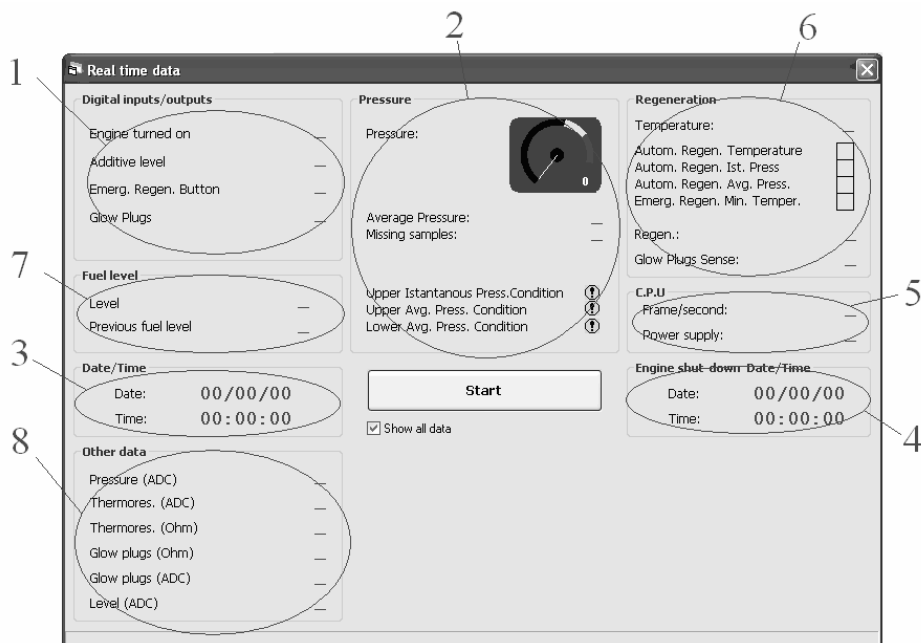 2
6
1
Real time data
Digital inputs/outputs
Engine turned on _
Additive level _
Emerg. Regen. Button _
Glow Plugs _
Pressure
Pressure:
0
Average Pressure: _
Missing samples: _
Upper Istantanous Press.Condition
Upper Avg. Press. Condition
Lower Avg. Press. Condition
Regeneration
Temperature: _
Autom. Regen. Temperature
Autom. Regen. Ist. Press
Autom. Regen. Avg. Press.
Emerg. Regen. Min. Temper.
Regen.: _
Glow Plugs Sense: _
7
Fuel level
Level _
Previous fuel level _
5
C.P.U
Frame/second: _
Power supply: _
3
Date/Time
Date: 00/00/00
Time: 00:00:00
Start
Show all data
Engine shut down Date/Time
Date: 00/00/00
Time: 00:00:00
4
8
Other data
Pressure (ADC) _
Thermores. (ADC) _
Thermores. (Ohm) _
Glow plugs (Ohm) _
Glow plugs (ADC) _
Level (ADC) _